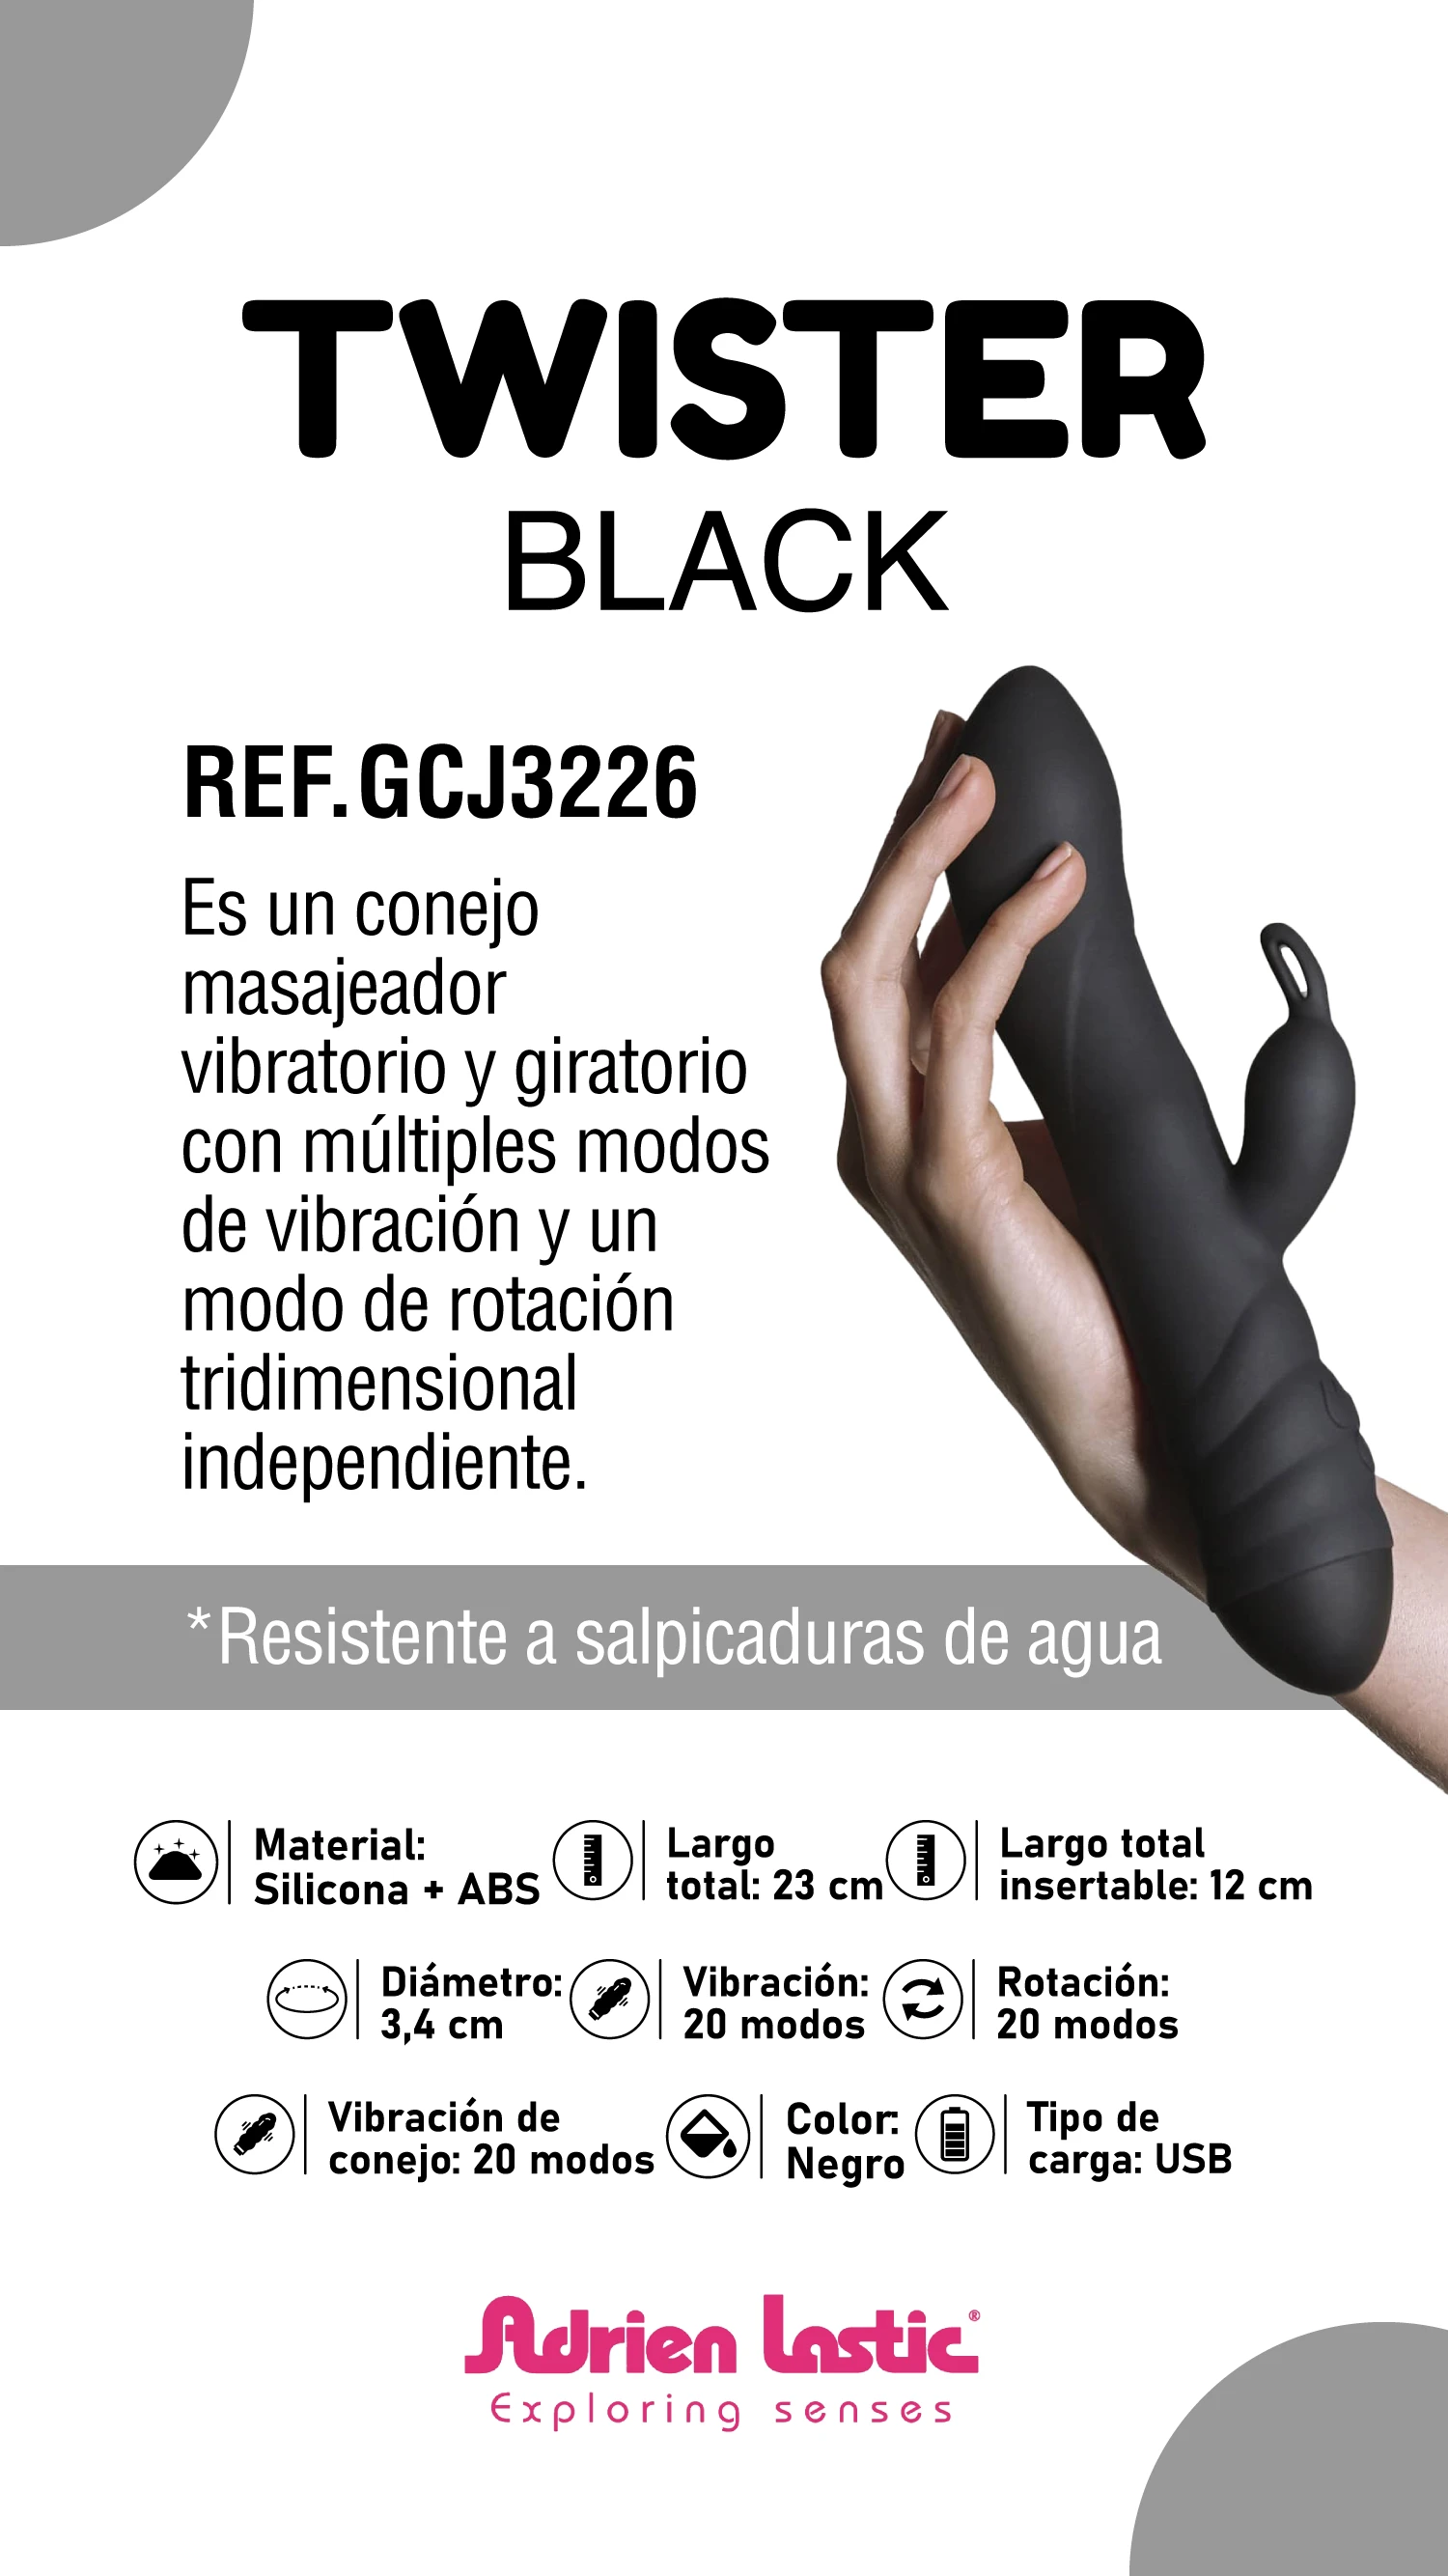 TWISTER
BLACK
REF.GCJ3226
Es un conejo
masajeador
vibratorio y giratorio
con múltiples modos
de vibración y un
modo de rotación
tridimensional
independiente.
*Resistente a salpicaduras de agua
Material:
Silicona + ABS
Largo
total: 23 cm
Largo total
insertable: 12 cm
Diámetro:
3,4 cm
Vibración:
20 modos
Rotación:
20 modos
Vibración de
conejo: 20 modos
Color:
Negro
Tipo de
carga: USB
Adrien Lastic®
Exploring senses